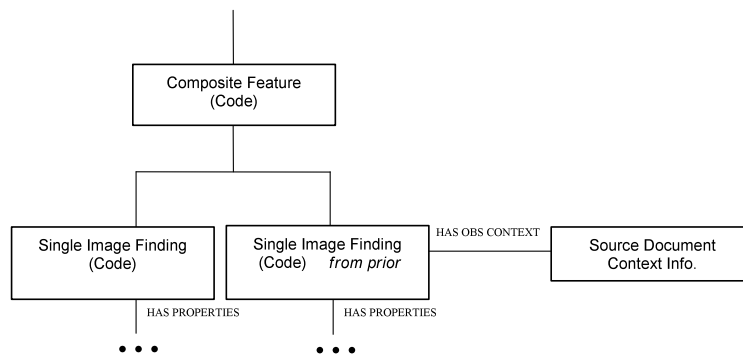 Composite Feature
(Code)
Single Image Finding
(Code)
Single Image Finding
(Code) from prior
HAS OBS CONTEXT
Source Document
Context Info.
HAS PROPERTIES
HAS PROPERTIES